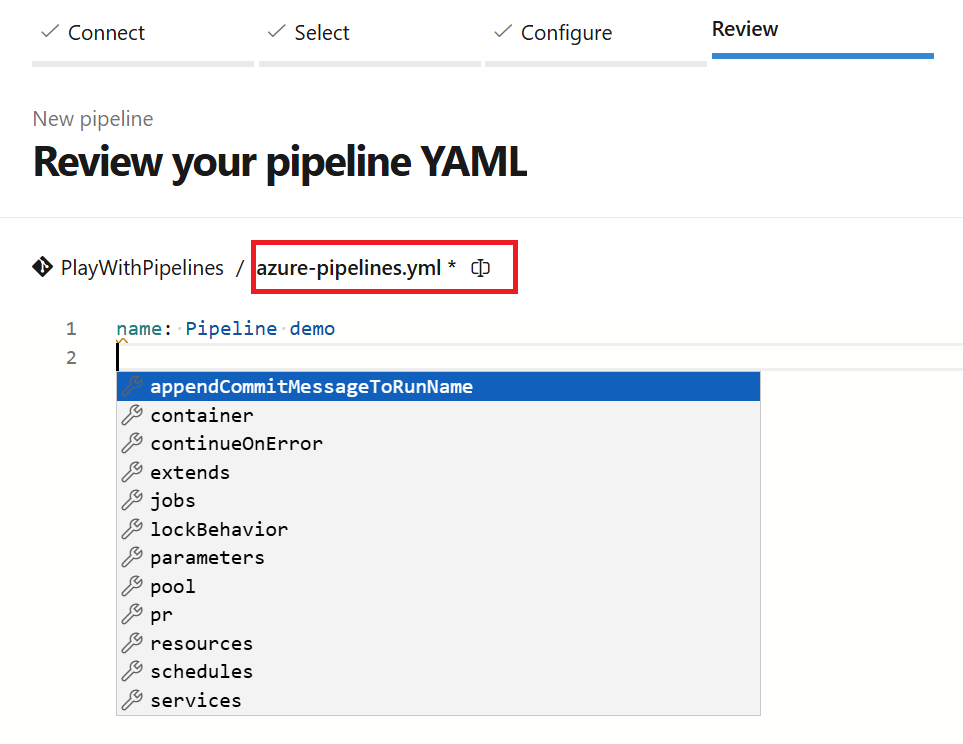 Connect Select Configure Review
New pipeline
Review your pipeline YAML
PlayWithPipelines / azure-pipelines.yml *
1 name: Pipeline demo
2
appendCommitMessageToRunName
container
continueOnError
extends
jobs
lockBehavior
parameters
pool
pr
resources
schedules
services